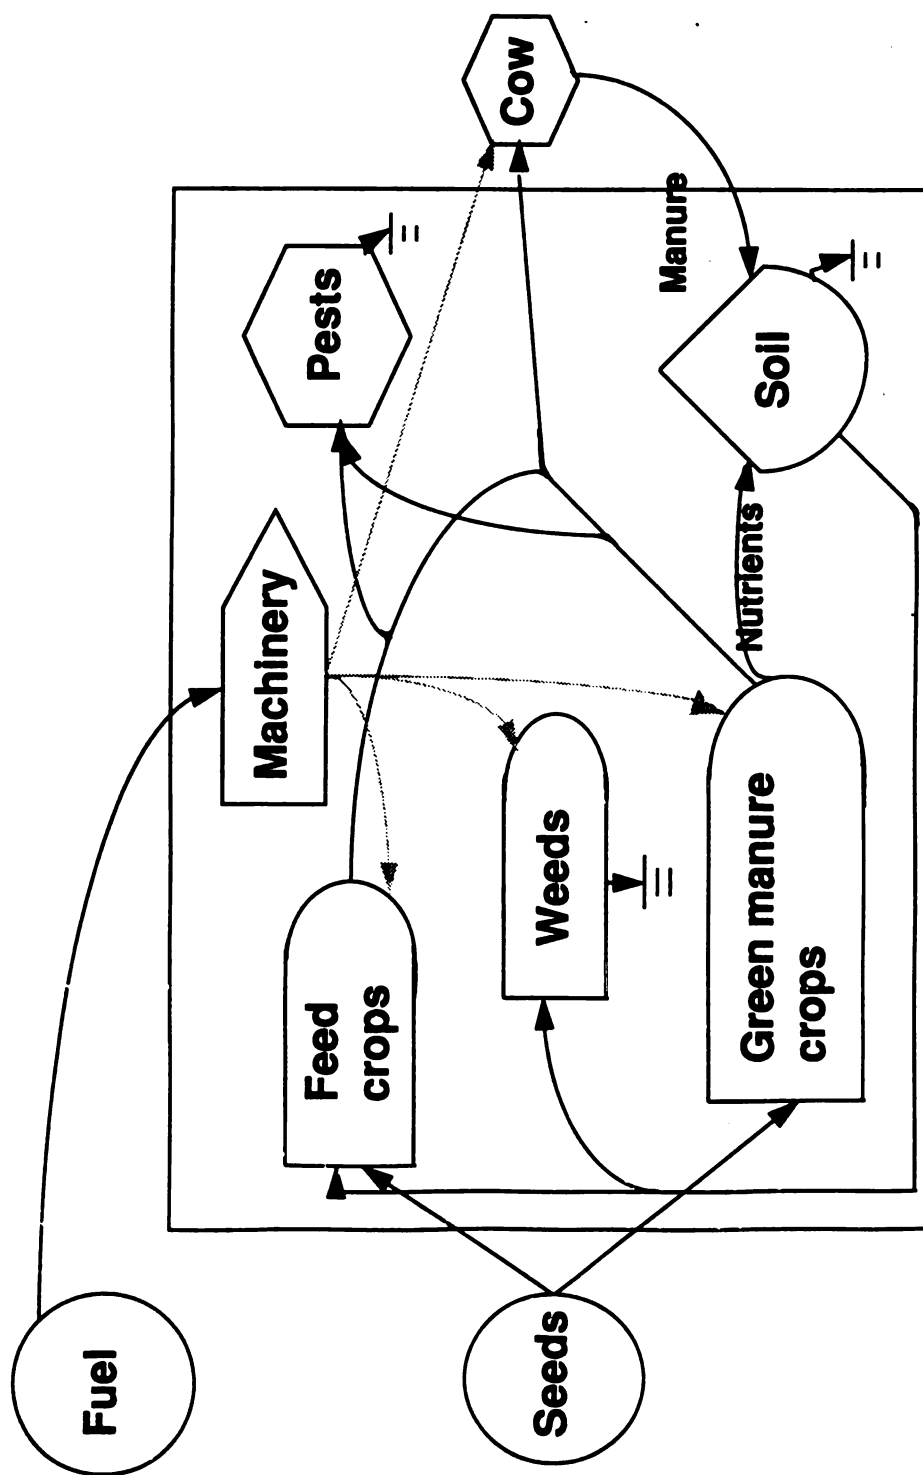 Fuel
Machinery
Pests
Feed
crops
Cow
Seeds
Weeds
Manure
Green manure
crops
Nutrients
Soil